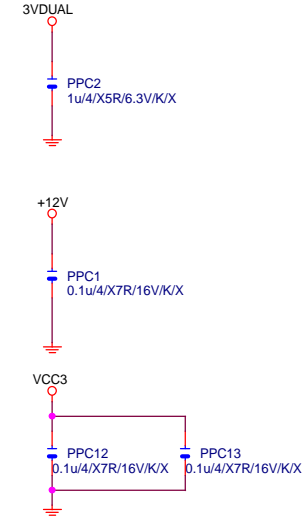 3VDUAL
PPC2
1u/4/X5R/6.3V/K/X
+12V
PPC1
0.1u/4/X7R/16V/K/X
VCC3
PPC12
0.1u/4/X7R/16V/K/X
PPC13
0.1u/4/X7R/16V/K/X